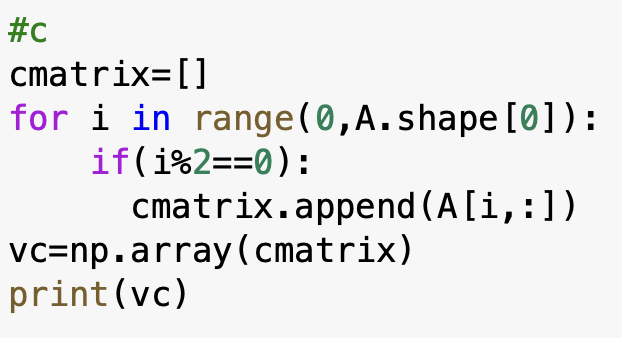 #c
cmatrix=[]
for i in range(0,A.shape[0]):
    if(i%2==0):
      cmatrix.append(A[i,:])
vc=np.array(cmatrix)
print(vc)